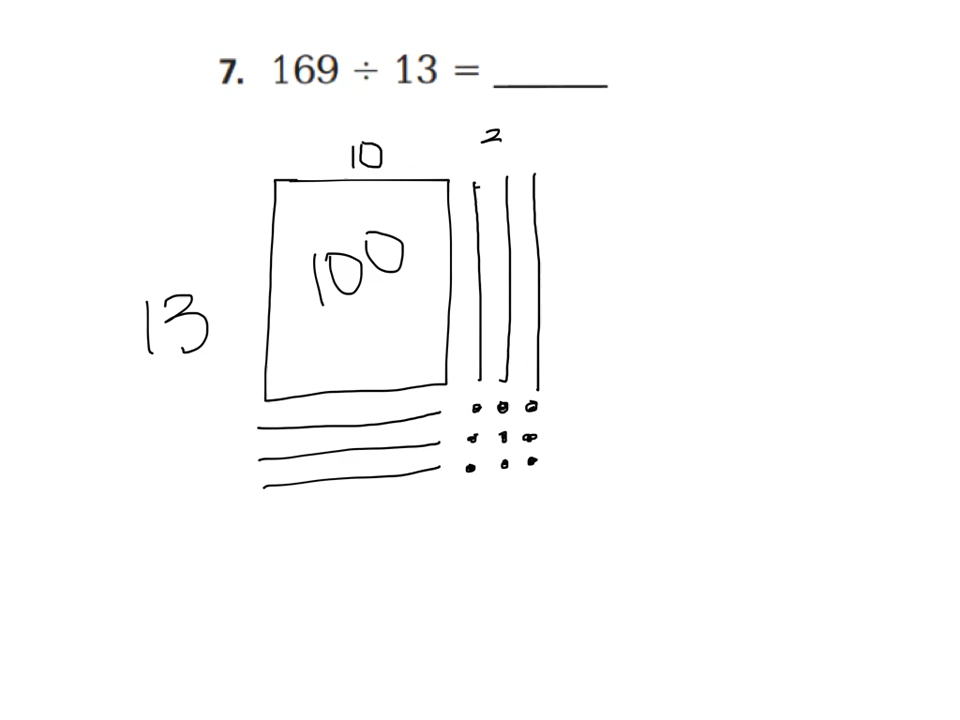 7. 169 ÷ 13 = ______
10 2
100
13